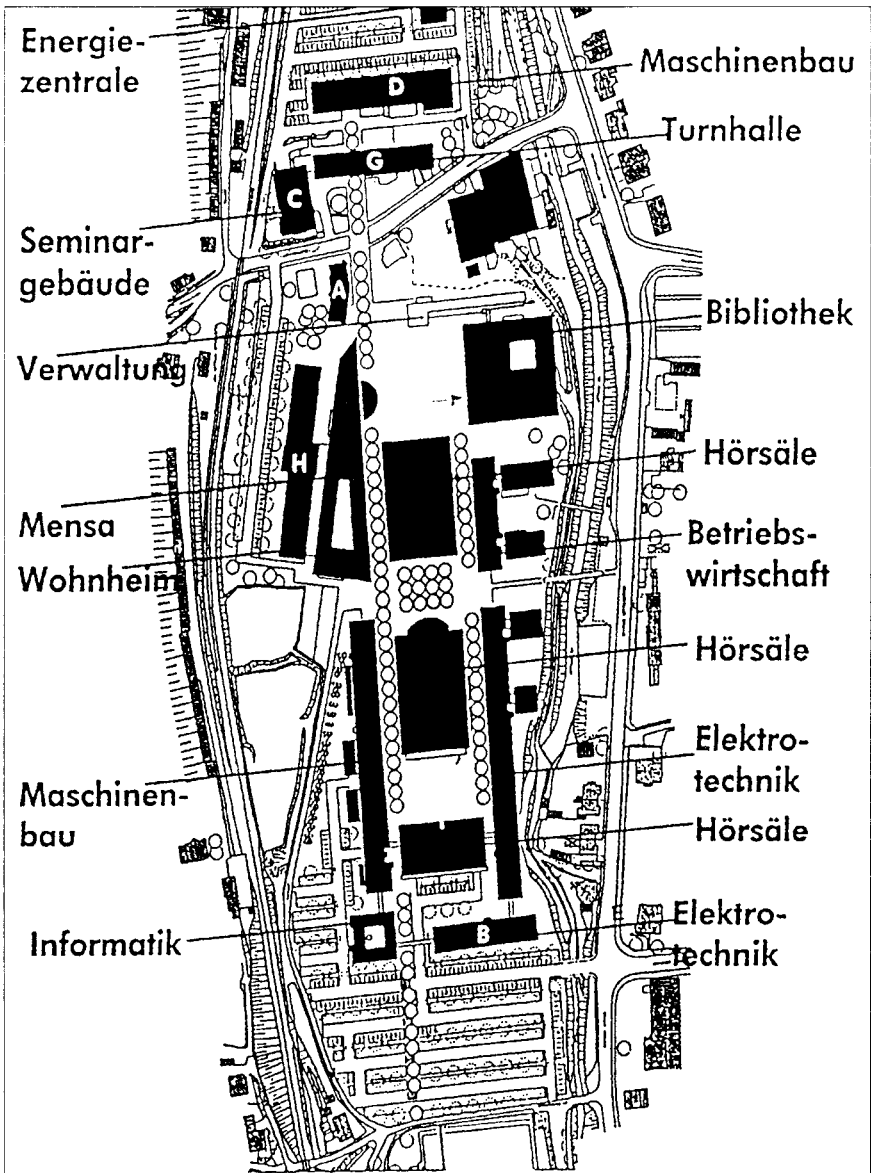 Energie-
zentrale
Maschinenbau
D
Turnhalle
G
C
Seminar-
gebäude
A
Verwaltung
Bibliothek
H
Hörsäle
Mensa
Wohnheim
Betriebs-
wirtschaft
Hörsäle
Maschinen-
bau
Elektro-
technik
Hörsäle
Informatik
B
Elektro-
technik